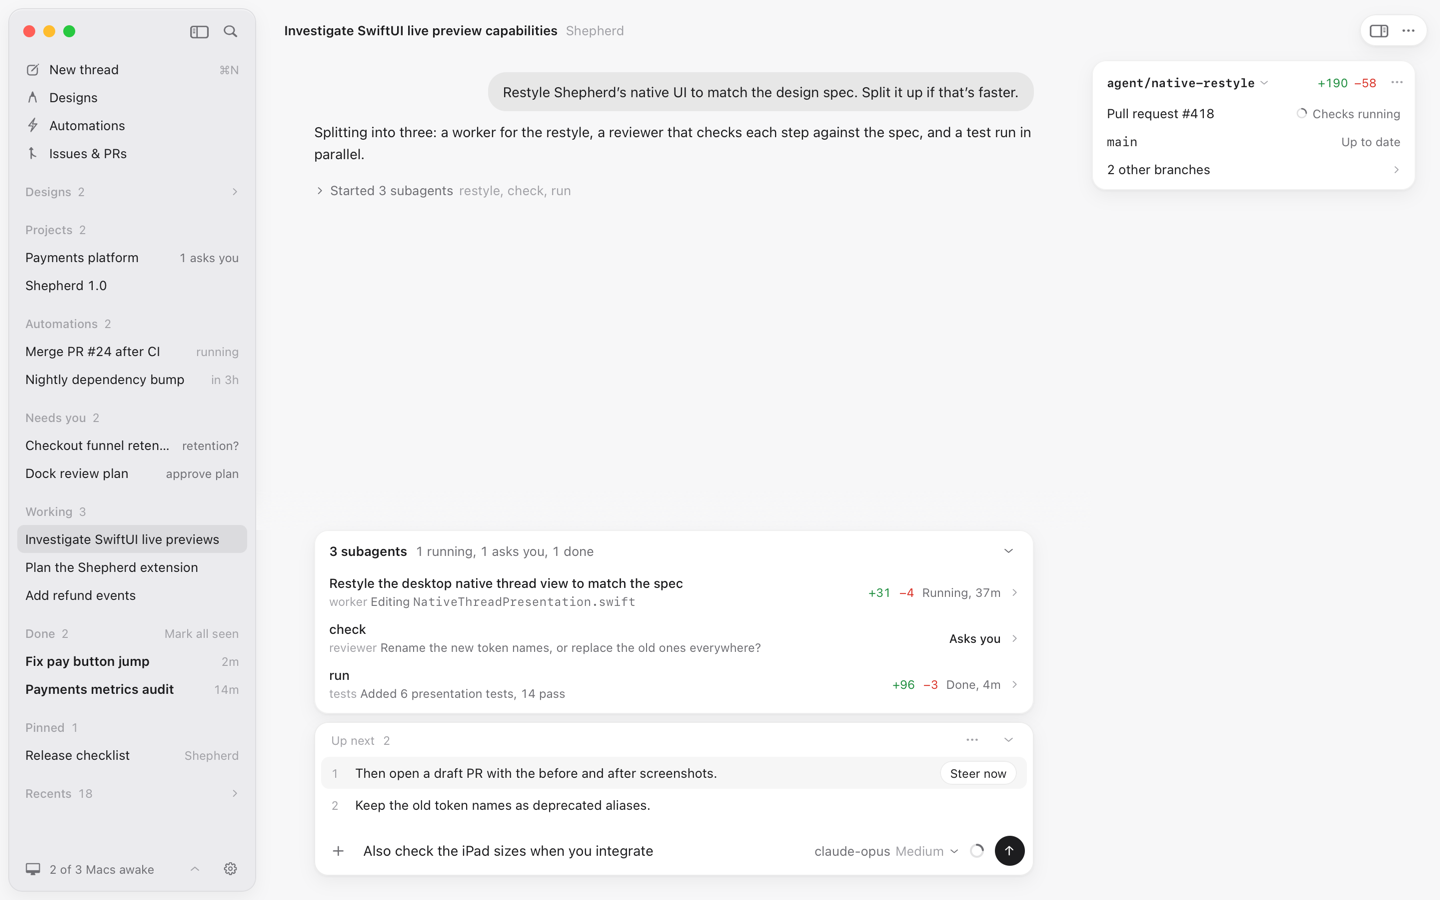 New thread ⌘N
Designs
Automations
Issues & PRs
Designs 2
Projects 2
Payments platform 1 asks you
Shepherd 1.0
Automations 2
Merge PR #24 after CI running
Nightly dependency bump in 3h
Needs you 2
Checkout funnel reten... retention?
Dock review plan approve plan
Working 3
Investigate SwiftUI live previews
Plan the Shepherd extension
Add refund events
Done 2 Mark all seen
Fix pay button jump 2m
Payments metrics audit 14m
Pinned 1
Release checklist Shepherd
Recents 18
2 of 3 Macs awake
Investigate SwiftUI live preview capabilities Shepherd
Restyle Shepherd’s native UI to match the design spec. Split it up if that’s faster.
Splitting into three: a worker for the restyle, a reviewer that checks each step against the spec, and a test run in
parallel.
Started 3 subagents restyle, check, run
3 subagents 1 running, 1 asks you, 1 done
Restyle the desktop native thread view to match the spec
worker Editing NativeThreadPresentation.swift
+31 −4 Running, 37m
check
reviewer Rename the new token names, or replace the old ones everywhere?
Asks you
run
tests Added 6 presentation tests, 14 pass
+96 −3 Done, 4m
Up next 2
1 Then open a draft PR with the before and after screenshots. Steer now
2 Keep the old token names as deprecated aliases.
Also check the iPad sizes when you integrate claude-opus Medium
agent/native-restyle +190 −58
Pull request #418 Checks running
main Up to date
2 other branches